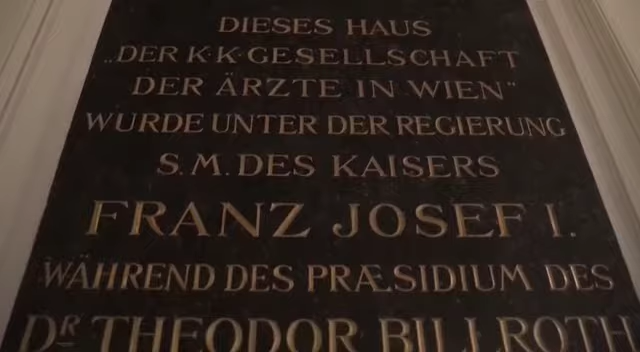 DIESES HAUS
„DER K·K·GESELLSCHAFT
DER ÄRZTE IN WIEN"
WURDE UNTER DER REGIERUNG
S.M. DES KAISERS
FRANZ JOSEF I.
WÄHREND DES PRÆSIDIUM DES
DR THEODOR BILLROTH